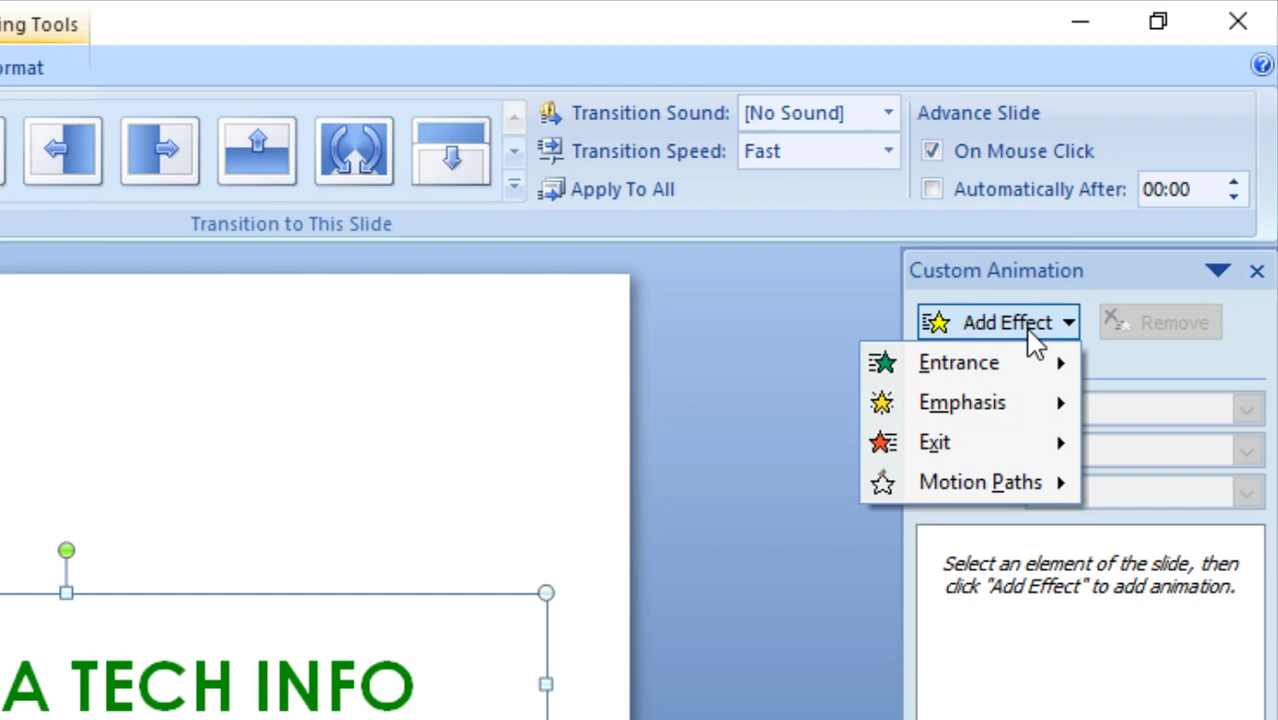 ing Tools
ormat
Transition Sound: [No Sound]
Transition Speed: Fast
Apply To All
Transition to This Slide
Advance Slide
On Mouse Click
Automatically After: 00:00
Custom Animation
Add Effect
Remove
Entrance
Emphasis
Exit
Motion Paths
Select an element of the slide, then
click "Add Effect" to add animation.
A TECH INFO